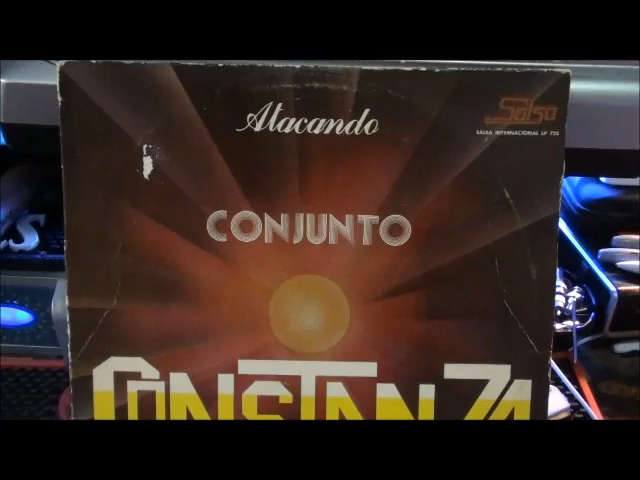 Atacando
Salsa
SALSA INTERNACIONAL LP 735
CONJUNTO
CONSTANZA